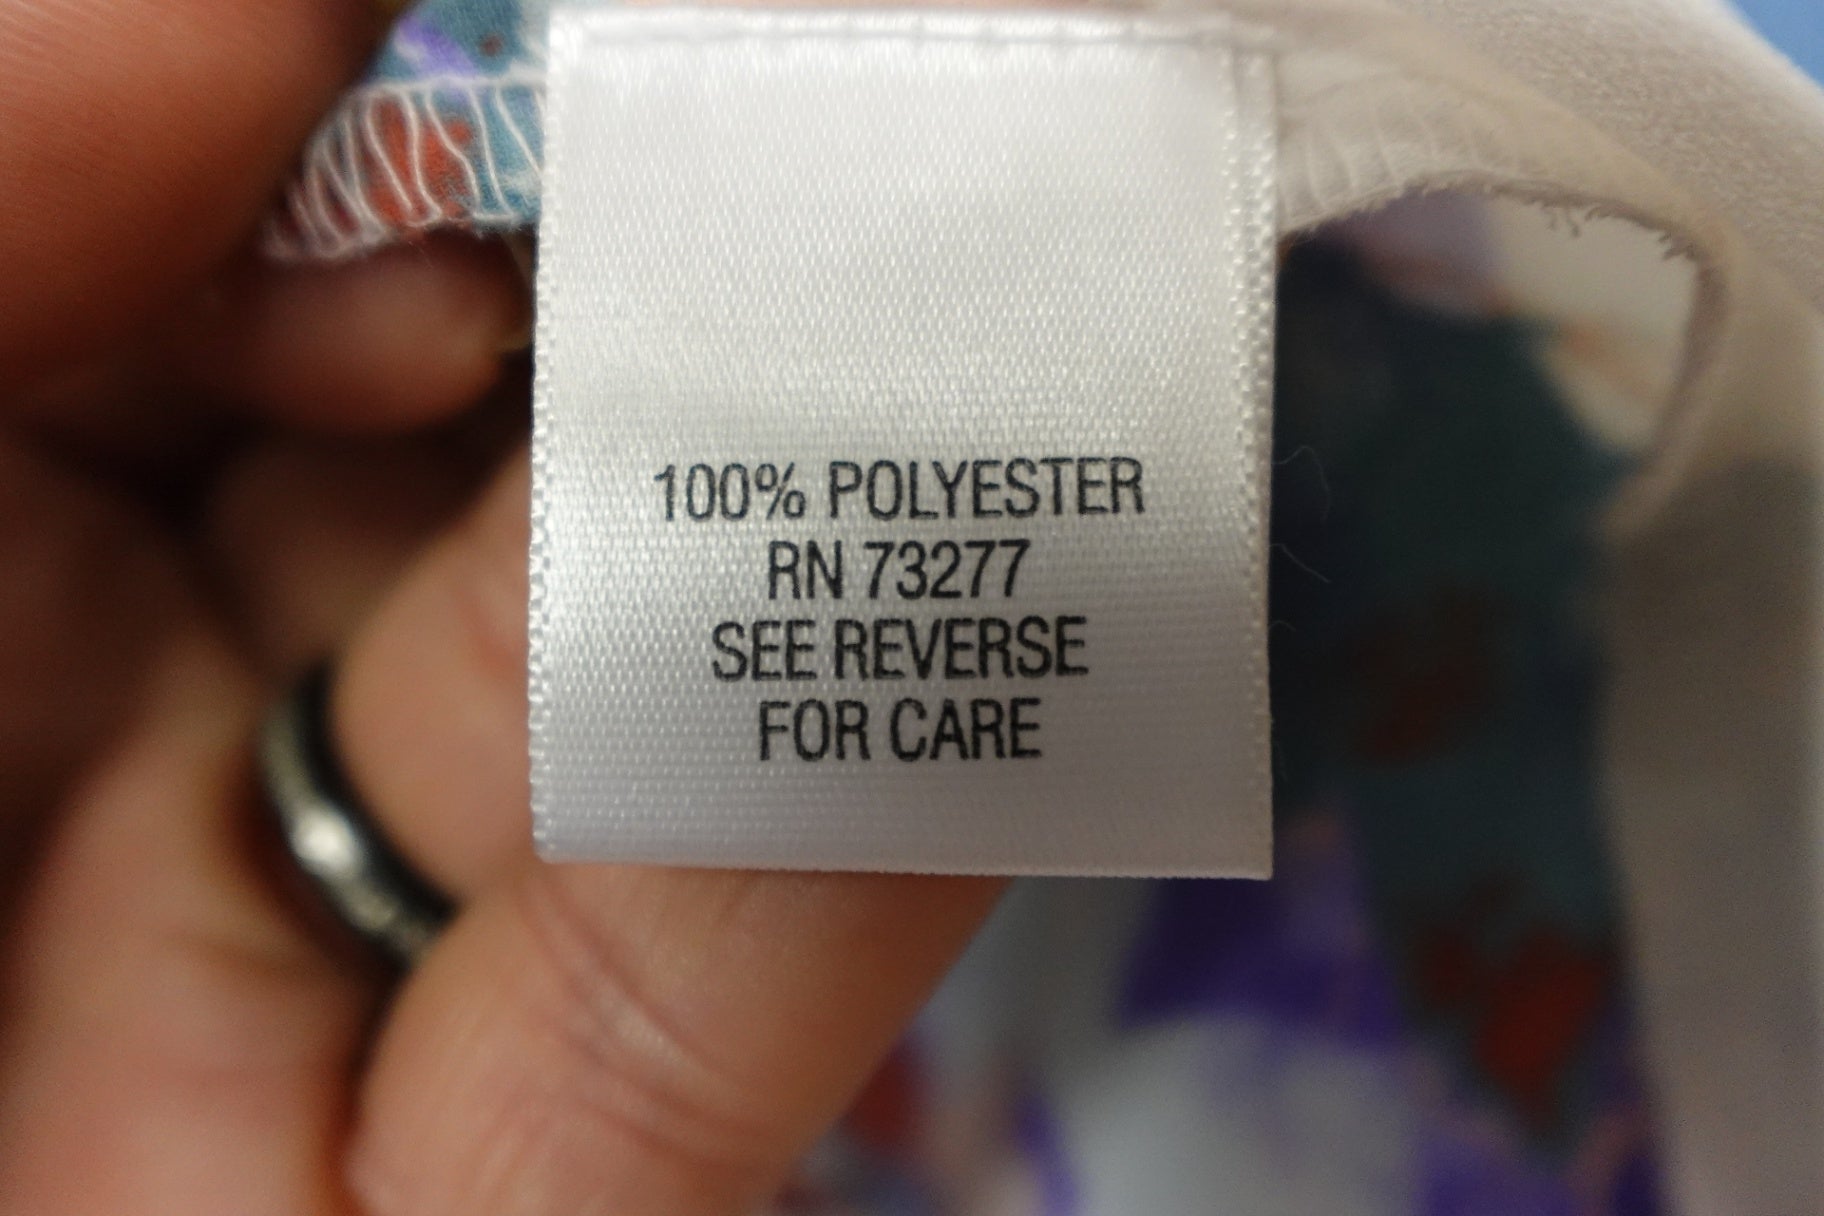 100% POLYESTER
RN 73277
SEE REVERSE
FOR CARE